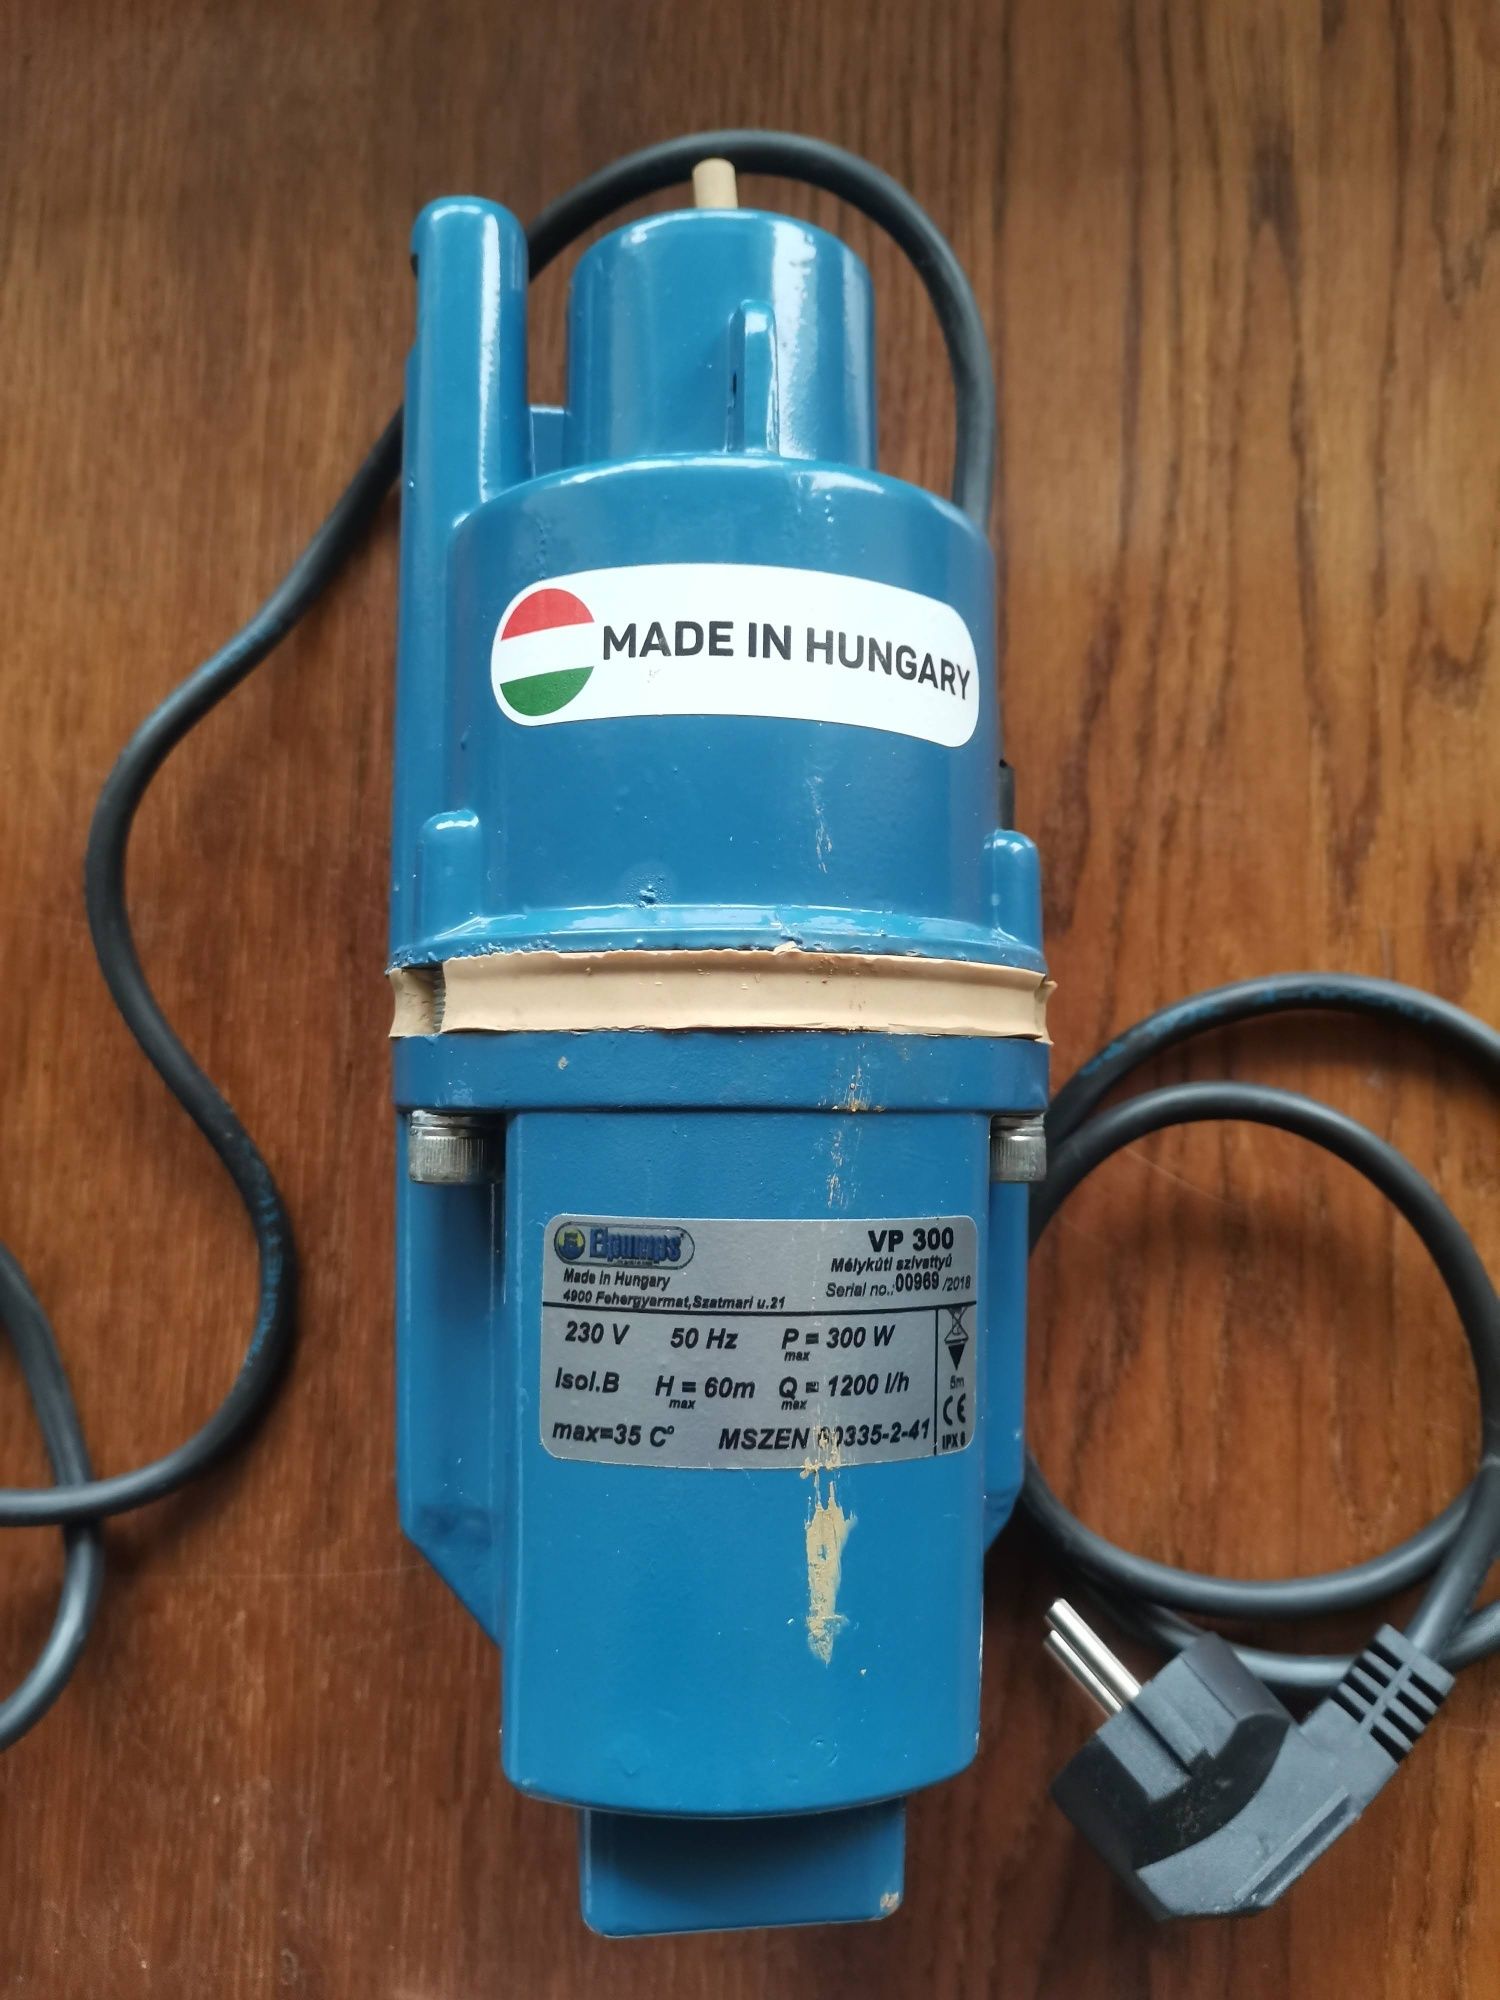 MADE IN HUNGARY
Elpumps
VP 300
Mélykúti szivattyú
Made in Hungary
Serial no.:00969 /2018
4900 Fehergyarmat,Szatmari u.21
230 V 50 Hz P = 300 W
max
Isol.B H = 60m Q = 1200 l/h
max max
5m
CE
max=35 C° MSZEN 60335-2-41
IPX 8